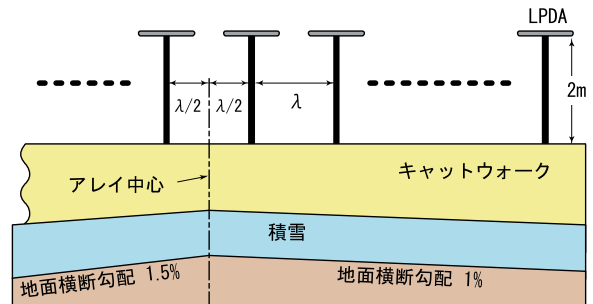 LPDA
λ/2
λ/2
λ
2m
アレイ中心
キャットウォーク
積雪
地面横断勾配 1.5%
地面横断勾配 1%